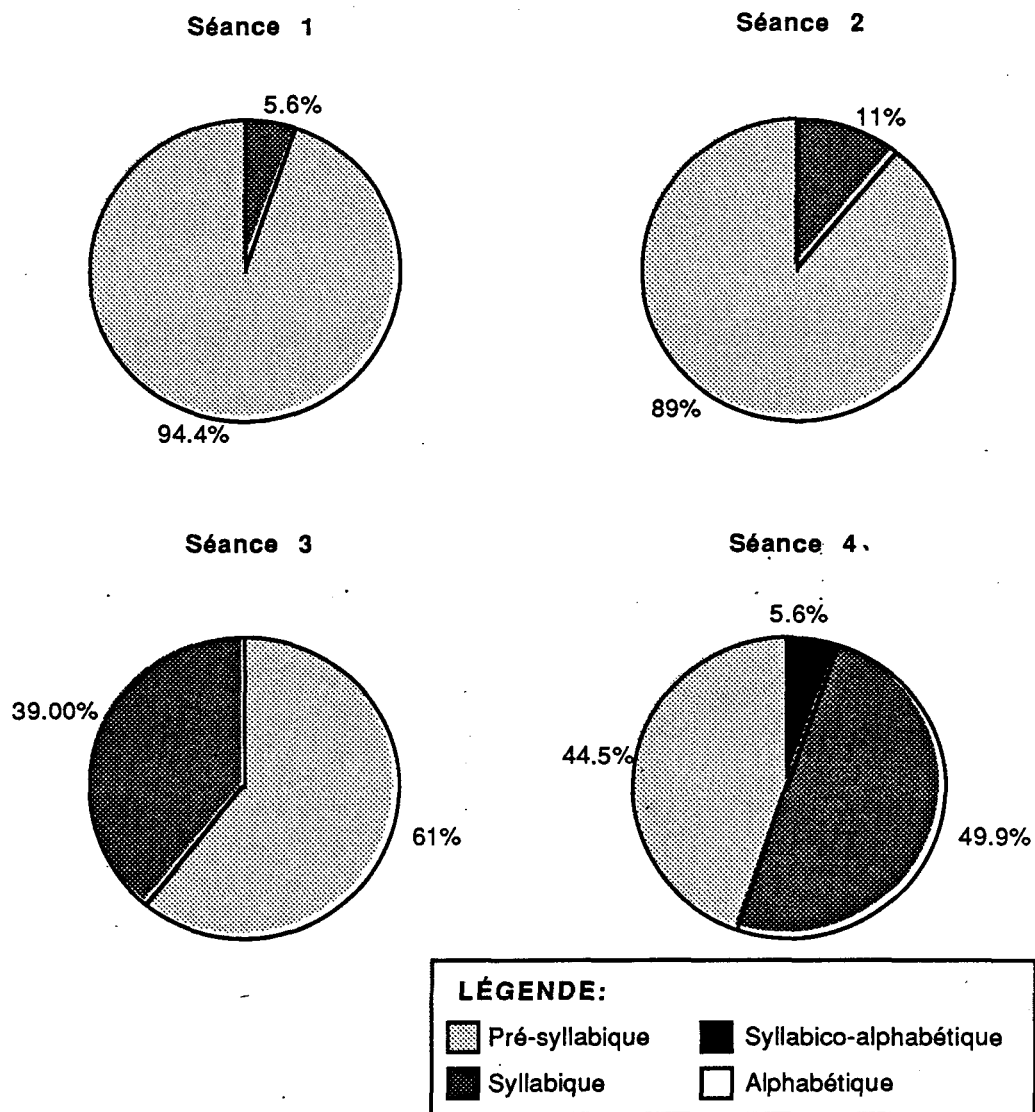 Séance 1
Séance 2
5.6%
11%
94.4%
89%
Séance 3
Séance 4
5.6%
39.00%
44.5%
61%
49.9%
LÉGENDE:
Pré-syllabique
Syllabico-alphabétique
Syllabique
Alphabétique